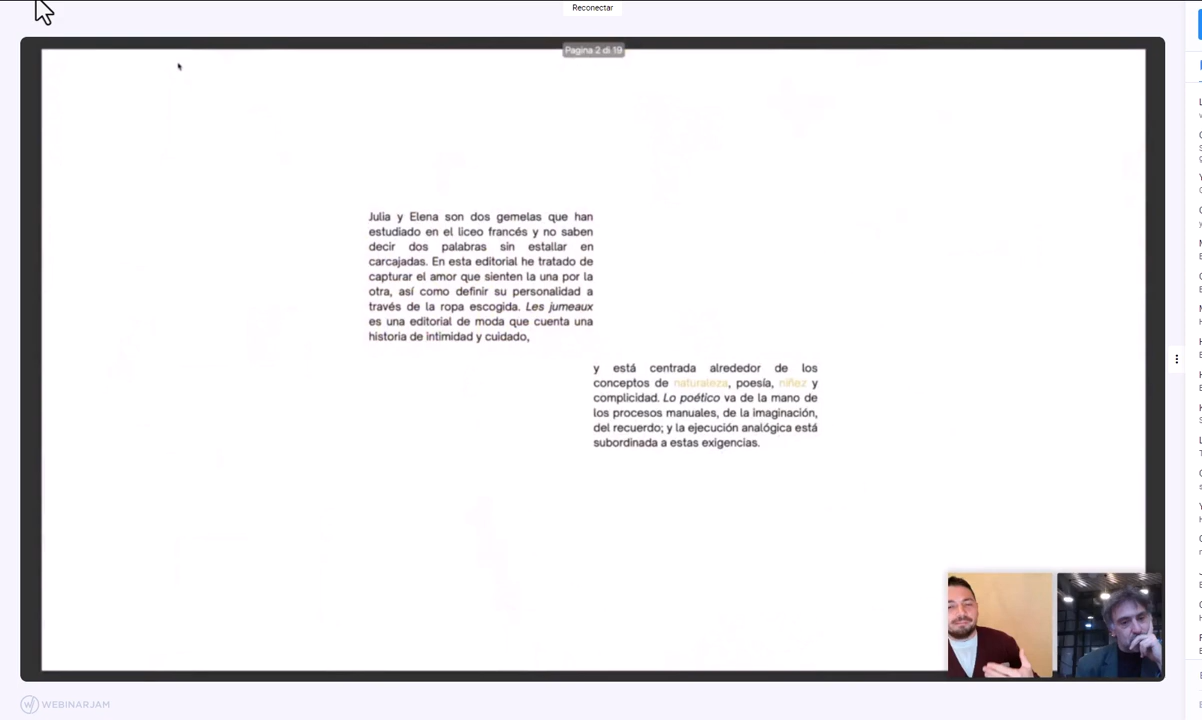 Reconectar
Pagina 2 di 19
Julia y Elena son dos gemelas que han
estudiado en el liceo francés y no saben
decir dos palabras sin estallar en
carcajadas. En esta editorial he tratado de
capturar el amor que sienten la una por la
otra, así como definir su personalidad a
través de la ropa escogida. Les jumeaux
es una editorial de moda que cuenta una
historia de intimidad y cuidado,
y está centrada alrededor de los
conceptos de naturaleza, poesía, niñez y
complicidad. Lo poético va de la mano de
los procesos manuales, de la imaginación,
del recuerdo; y la ejecución analógica está
subordinada a estas exigencias.
WEBINARJAM